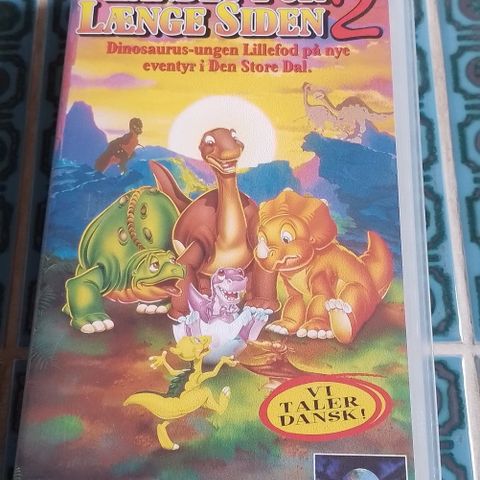 LÆNGE SIDEN 2
Dinosaurus-ungen Lillefod på nye
eventyr i Den Store Dal.
VI
TALER
DANSK!